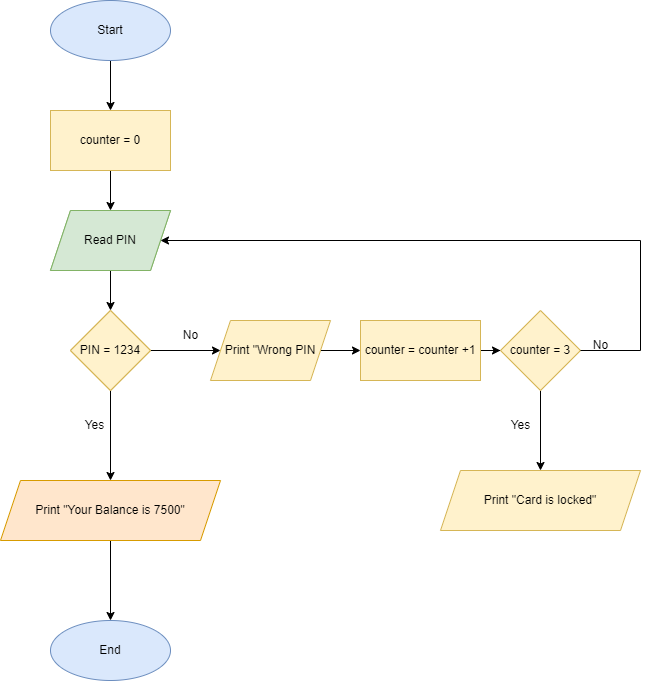 Start
counter = 0
Read PIN
PIN = 1234
No
Print "Wrong PIN
counter = counter +1
counter = 3
No
Yes
Yes
Print "Card is locked"
Print "Your Balance is 7500"
End